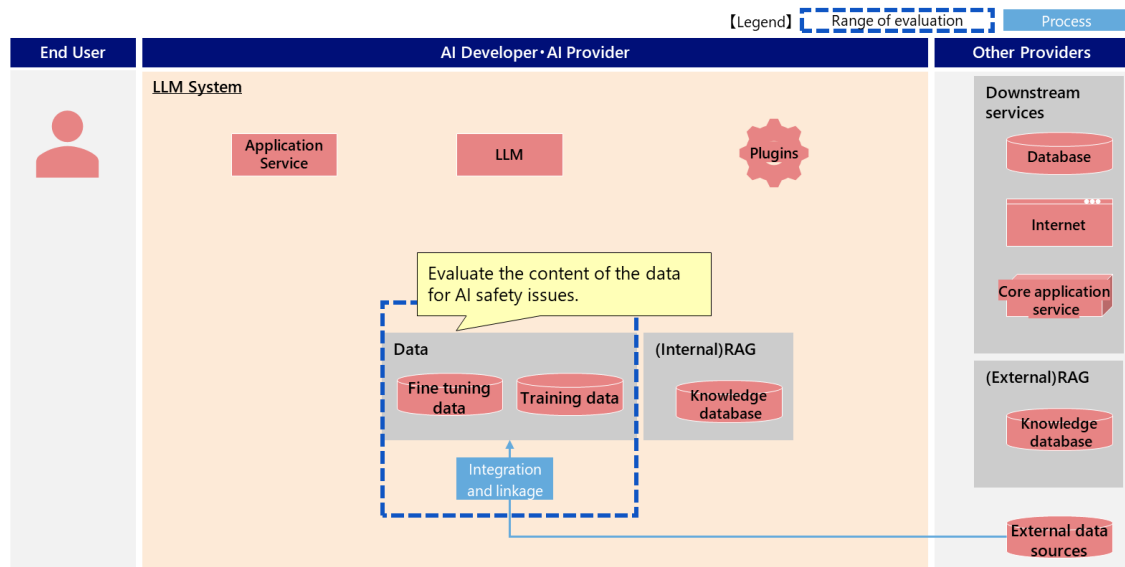 【Legend】 Range of evaluation Process
End User
AI Developer・AI Provider
Other Providers
LLM System
Application
Service
LLM
Plugins
Downstream
services
Database
Internet
Core application
service
Evaluate the content of the data
for AI safety issues.
Data
Fine tuning
data
Training data
(Internal)RAG
Knowledge
database
(External)RAG
Knowledge
database
Integration
and linkage
External data
sources